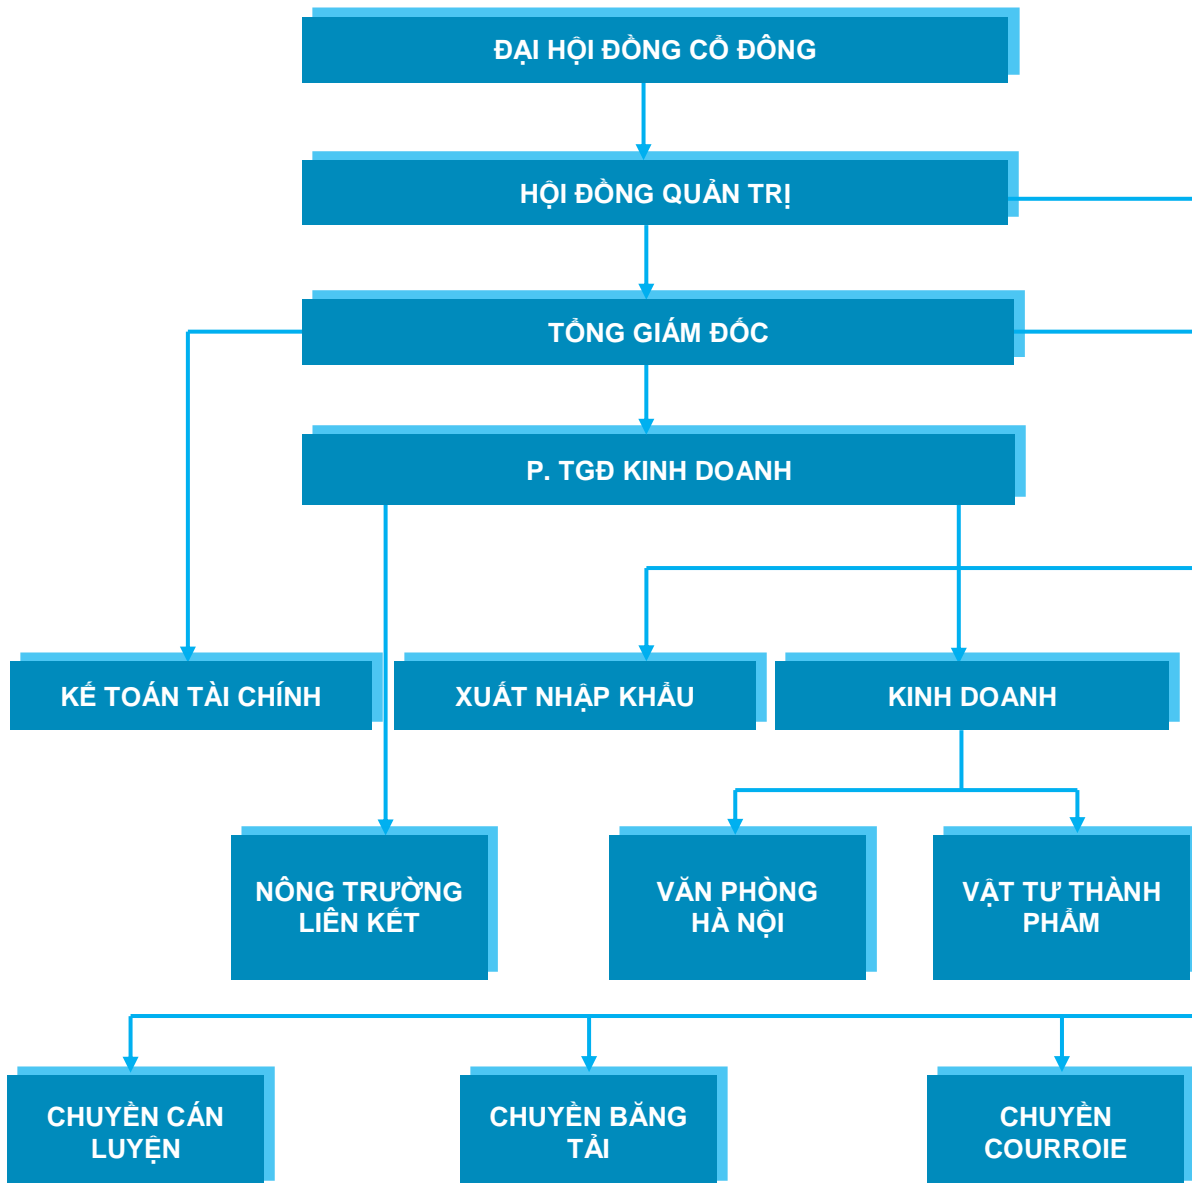 ĐẠI HỘI ĐỒNG CỔ ĐÔNG
HỘI ĐỒNG QUẢN TRỊ
TỔNG GIÁM ĐỐC
P. TGĐ KINH DOANH
KẾ TOÁN TÀI CHÍNH
XUẤT NHẬP KHẨU
KINH DOANH
NÔNG TRƯỜNG
LIÊN KẾT
VĂN PHÒNG
HÀ NỘI
VẬT TƯ THÀNH
PHẨM
CHUYỀN CÁN
LUYỆN
CHUYỀN BĂNG
TẢI
CHUYỀN
COURROIE